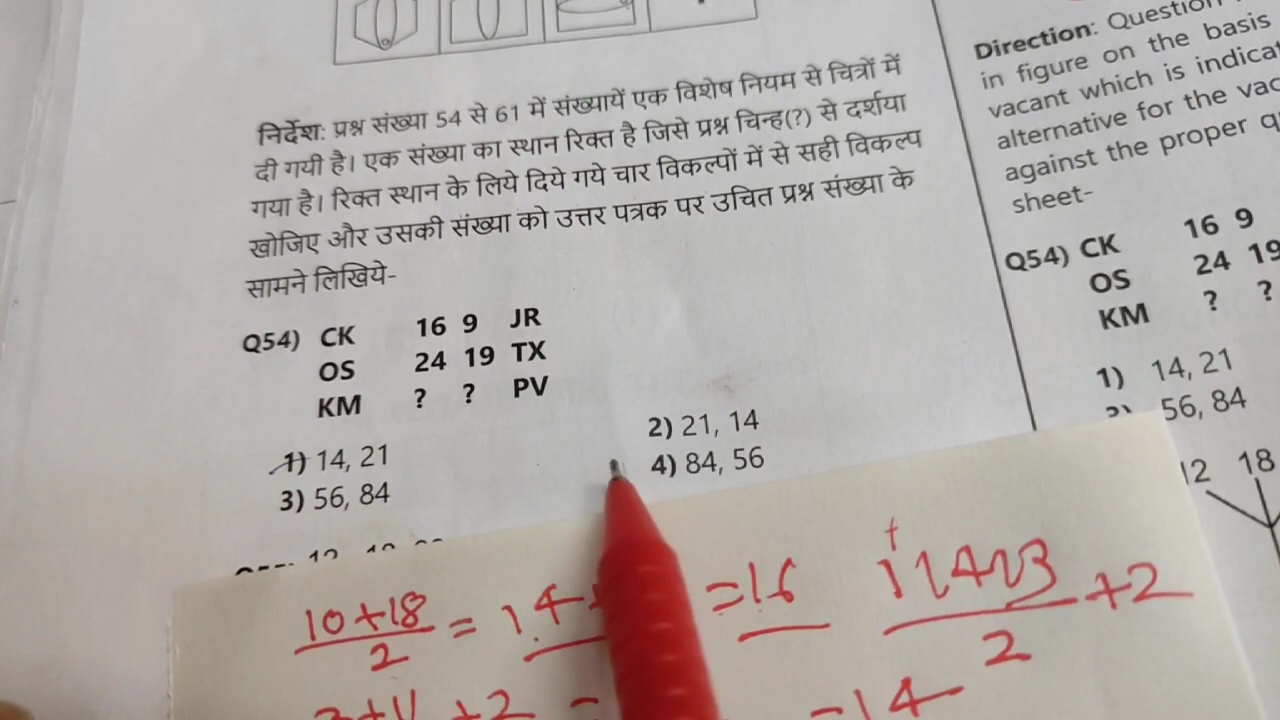 निर्देश: प्रश्न संख्या 54 से 61 में संख्यायें एक विशेष नियम से चित्रों में
दी गयी है। एक संख्या का स्थान रिक्त है जिसे प्रश्न चिन्ह(?) से दर्शया
गया है। रिक्त स्थान के लिये दिये गये चार विकल्पों में से सही विकल्प
खोजिए और उसकी संख्या को उत्तर पत्रक पर उचित प्रश्न संख्या के
सामने लिखिये-
Q54) CK 16 9 JR
OS 24 19 TX
KM ? ? PV
1) 14, 21 2) 21, 14
3) 56, 84 4) 84, 56
10+18/2 = =16
+2
2
+2 = =14
Direction: Question
in figure on the basis
vacant which is
alternative for the
against the proper
sheet-
Q54) CK 16 9
OS 24 19
KM ? ?
1) 14, 21
56, 84
12 18